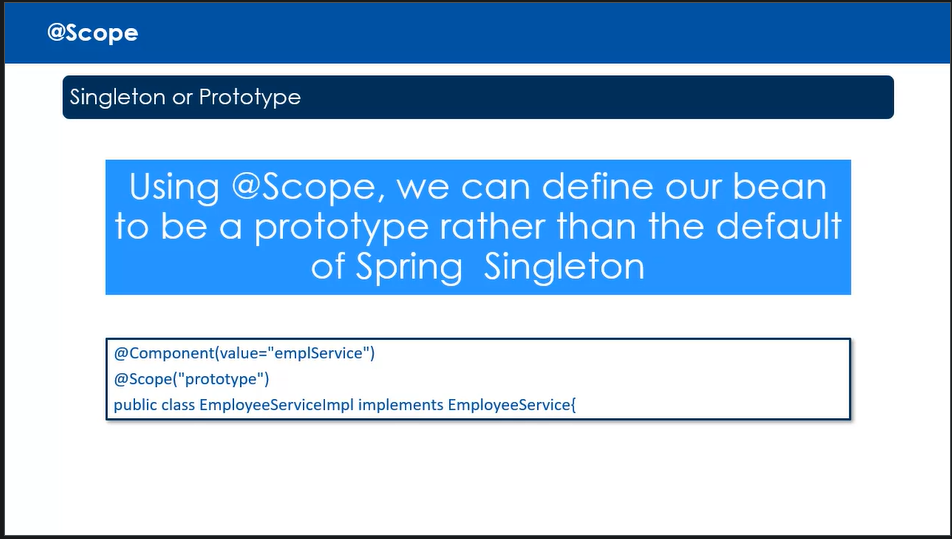 @Scope
Singleton or Prototype
Using @Scope, we can define our bean
to be a prototype rather than the default
of Spring  Singleton
@Component(value="emplService")
@Scope("prototype")
public class EmployeeServiceImpl implements EmployeeService{